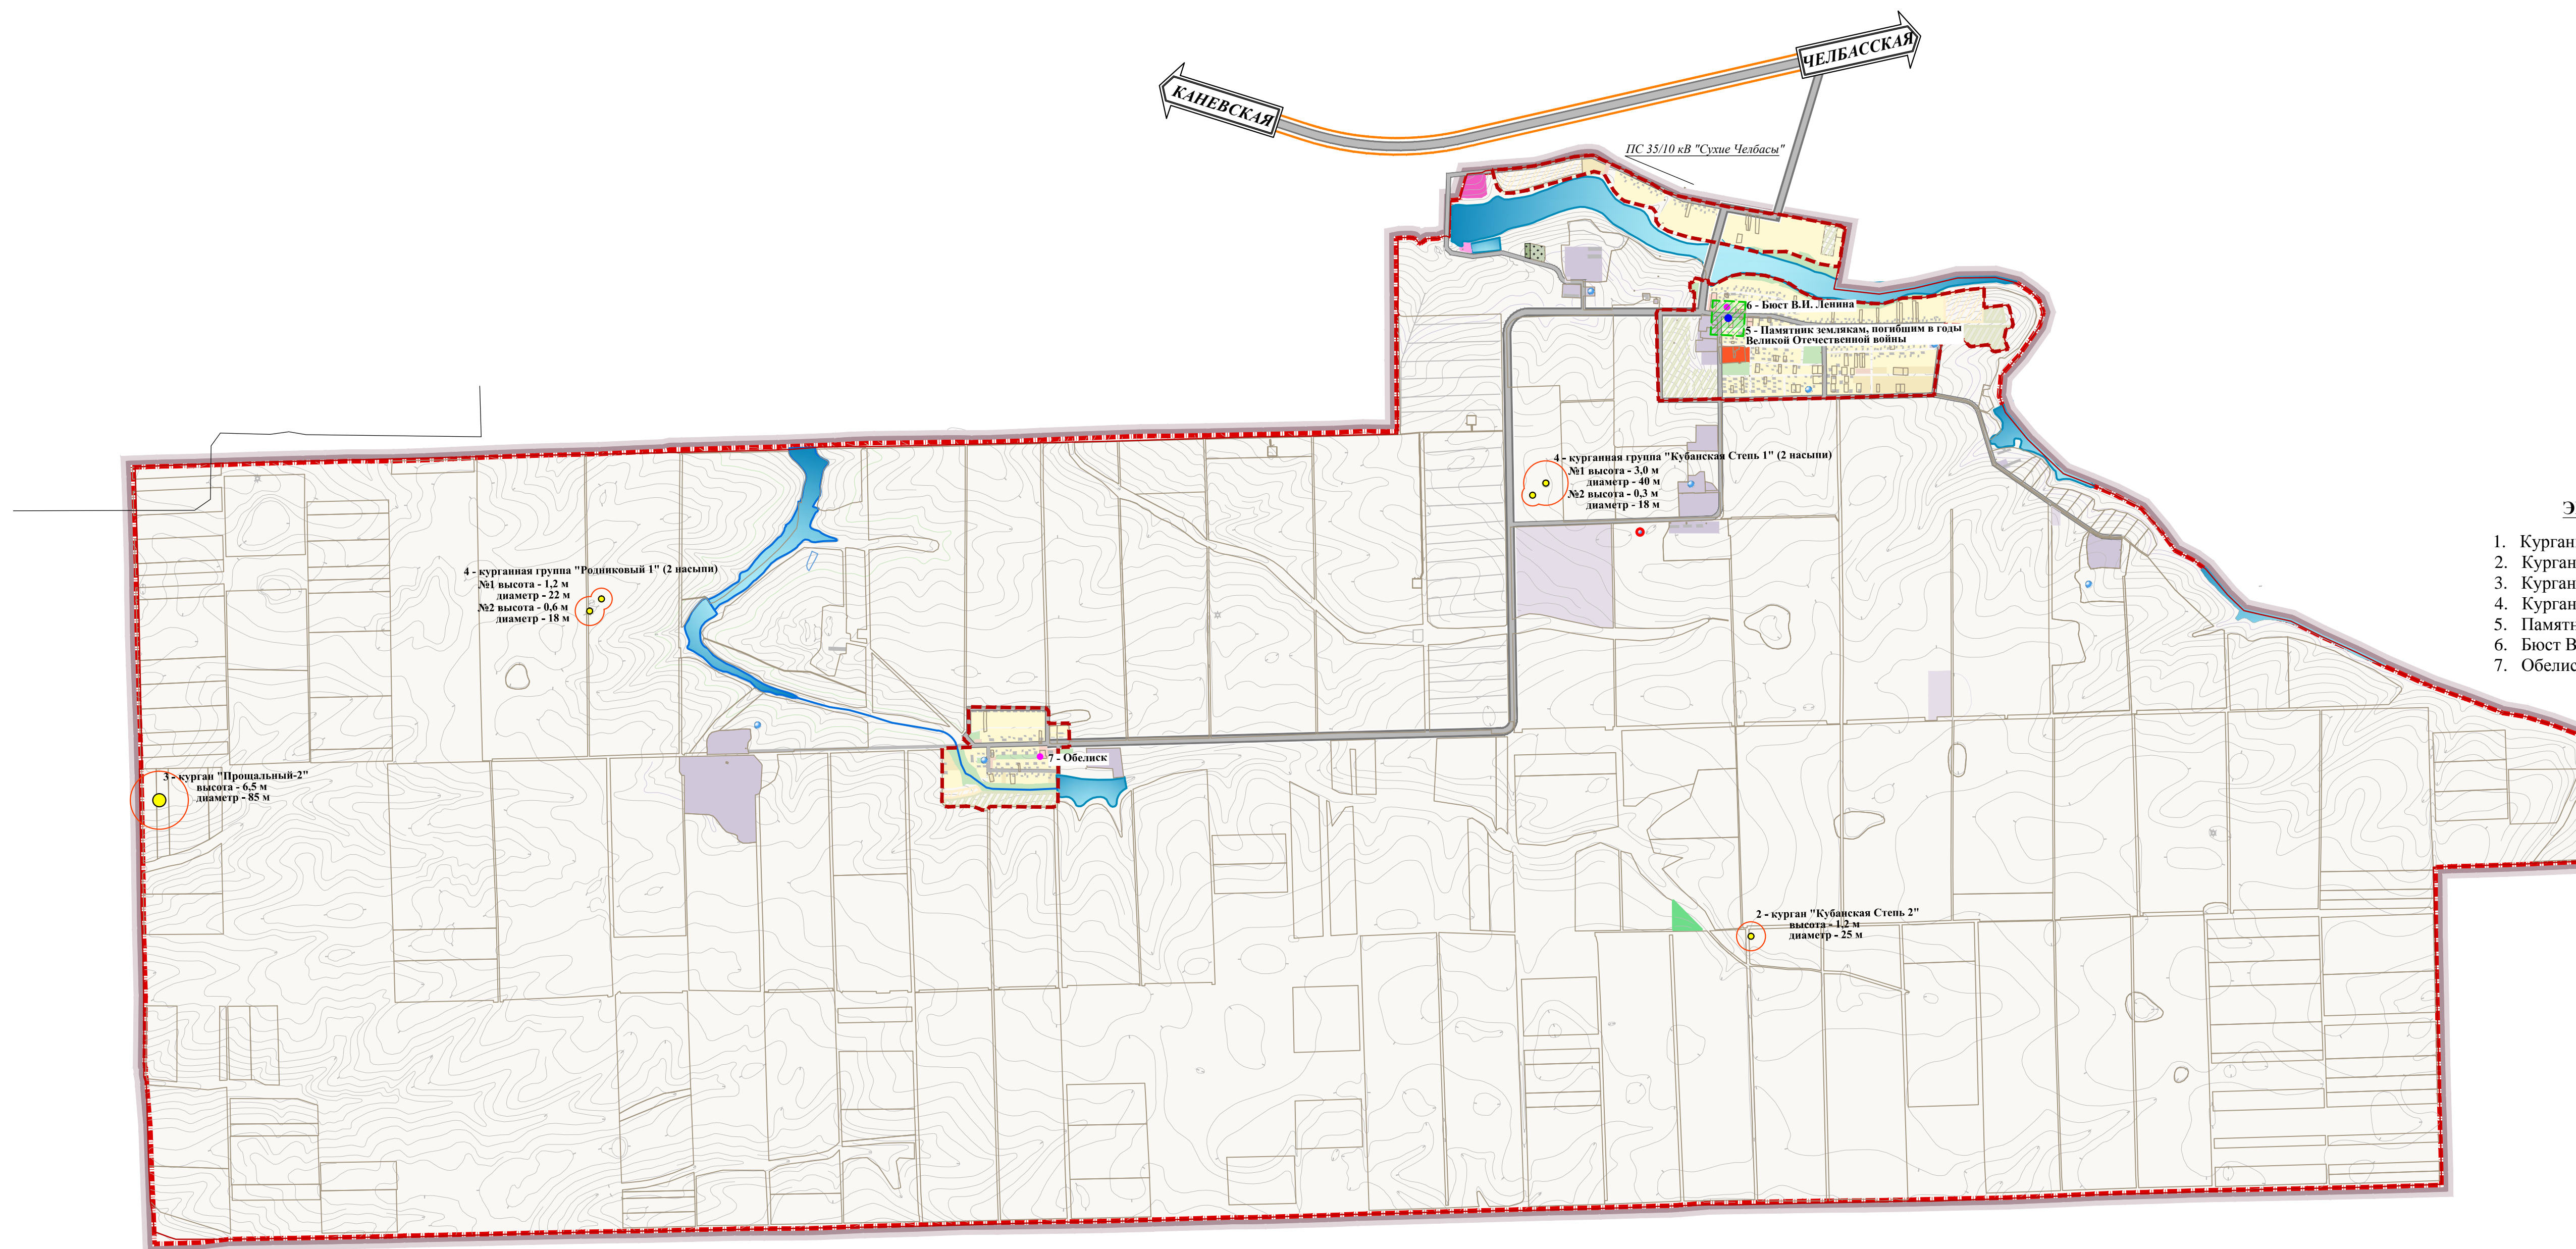 ЧЕЛБАССКАЯ
КАНЕВСКАЯ
ПС 35/10 кВ "Сухие Челбасы"
6 - Бюст В.И. Ленина
5 - Памятник землякам, погибшим в годы
Великой Отечественной войны
4 - курганная группа "Кубанская Степь 1" (2 насыпи)
№1 высота - 3,0 м
диаметр - 40 м
№2 высота - 0,3 м
диаметр - 18 м
4 - курганная группа "Родниковый 1" (2 насыпи)
№1 высота - 1,2 м
диаметр - 22 м
№2 высота - 0,6 м
диаметр - 18 м
Э
1. Курган
2. Курган
3. Курган
4. Курган
5. Памятн
6. Бюст В
7. Обелис
7 - Обелиск
3 - курган "Прощальный-2"
высота - 6,5 м
диаметр - 85 м
2 - курган "Кубанская Степь 2"
высота - 1,2 м
диаметр - 25 м